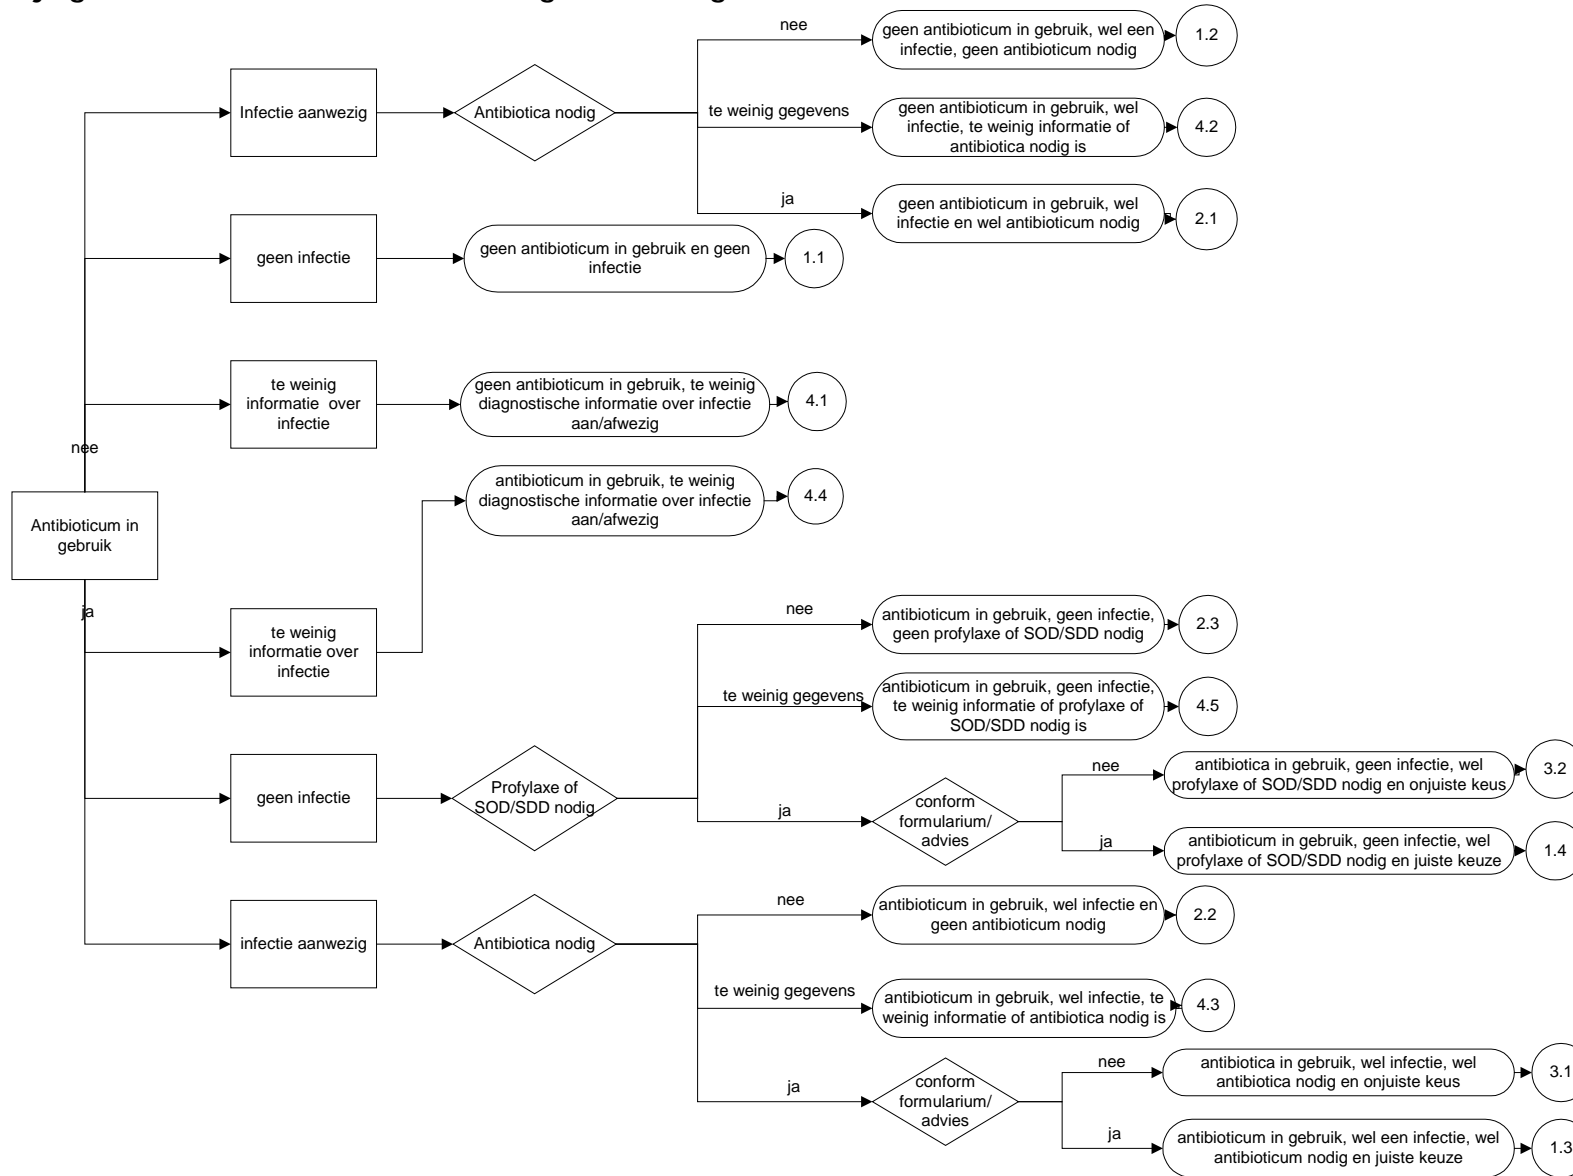 nee
geen antibioticum in gebruik, wel een
infectie, geen antibioticum nodig
1.2
Infectie aanwezig
Antibiotica nodig
te weinig gegevens
geen antibioticum in gebruik, wel
infectie, te weinig informatie of
antibiotica nodig is
4.2
ja
geen antibioticum in gebruik, wel
infectie en wel antibioticum nodig
2.1
geen infectie
geen antibioticum in gebruik en geen
infectie
1.1
te weinig
informatie over
infectie
geen antibioticum in gebruik, te weinig
diagnostische informatie over infectie
aan/afwezig
4.1
nee
antibioticum in gebruik, te weinig
diagnostische informatie over infectie
aan/afwezig
4.4
Antibioticum in
gebruik
ja
te weinig
informatie over
infectie
nee
antibioticum in gebruik, geen infectie,
geen profylaxe of SOD/SDD nodig
2.3
te weinig gegevens
antibioticum in gebruik, geen infectie,
te weinig informatie of profylaxe of
SOD/SDD nodig is
4.5
geen infectie
Profylaxe of
SOD/SDD nodig
ja
conform
formularium/
advies
nee
antibiotica in gebruik, geen infectie, wel
profylaxe of SOD/SDD nodig en onjuiste keus
3.2
ja
antibioticum in gebruik, geen infectie, wel
profylaxe of SOD/SDD nodig en juiste keuze
1.4
infectie aanwezig
Antibiotica nodig
nee
antibioticum in gebruik, wel infectie en
geen antibioticum nodig
2.2
te weinig gegevens
antibioticum in gebruik, wel infectie, te
weinig informatie of antibiotica nodig is
4.3
ja
conform
formularium/
advies
nee
antibiotica in gebruik, wel infectie, wel
antibiotica nodig en onjuiste keus
3.1
ja
antibioticum in gebruik, wel een infectie, wel
antibioticum nodig en juiste keuze
1.3